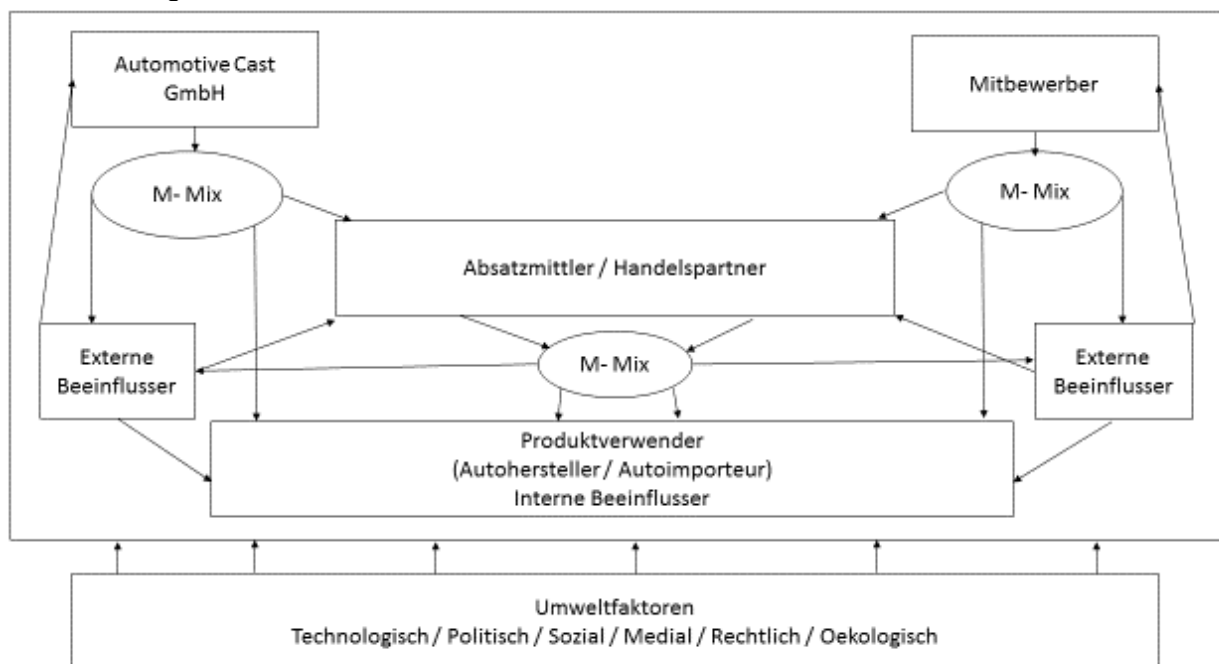 Automotive Cast
GmbH
Mitbewerber
M- Mix
M- Mix
Absatzmittler / Handelspartner
M- Mix
Externe
Beeinflusser
Externe
Beeinflusser
Produktverwender
(Autohersteller / Autoimporteur)
Interne Beeinflusser
Umweltfaktoren
Technologisch / Politisch / Sozial / Medial / Rechtlich / Oekologisch